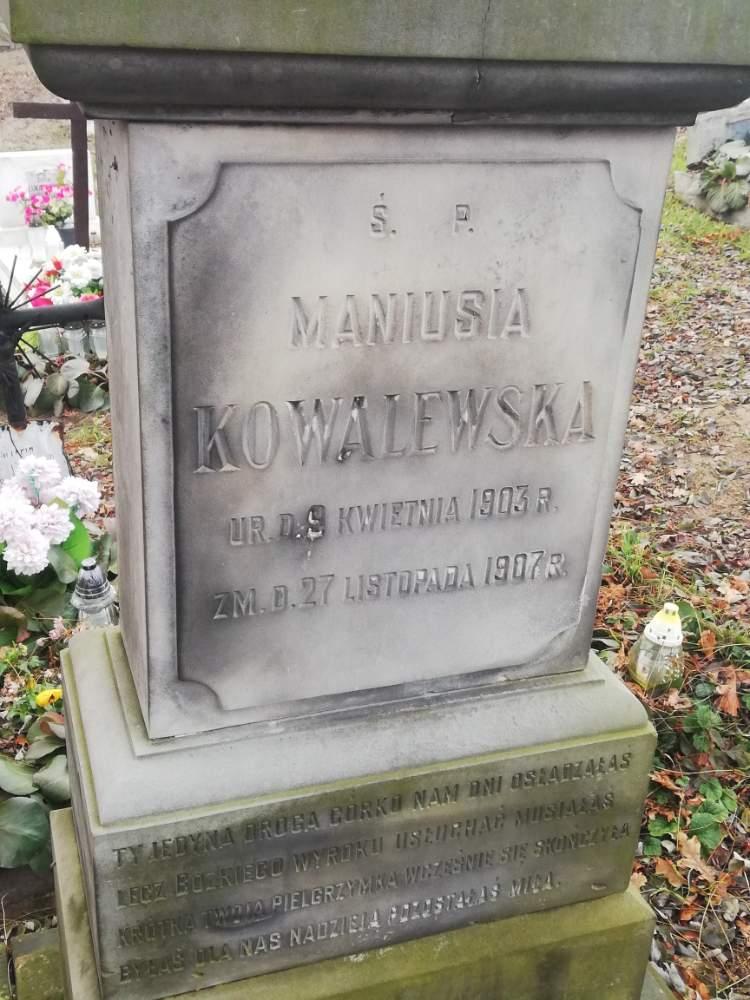 Ś. P.
MANIUSIA
KOWALEWSKA
UR. D. 9 KWIETNIA 1903 R.
ZM. D. 27 LISTOPADA 1907 R.
TY JEDYNA DROGA CÓRKO NAM DNI OSŁADZAŁAŚ
LECZ BOZKIEGO WYROKU USŁUCHAĆ MUSIAŁAŚ
KRÓTKA TWOJA PIELGRZYMKA WCZEŚNIE SIĘ SKOŃCZYŁA
BYŁAŚ DLA NAS NADZIEJĄ POZOSTAŁAŚ MIŁA.